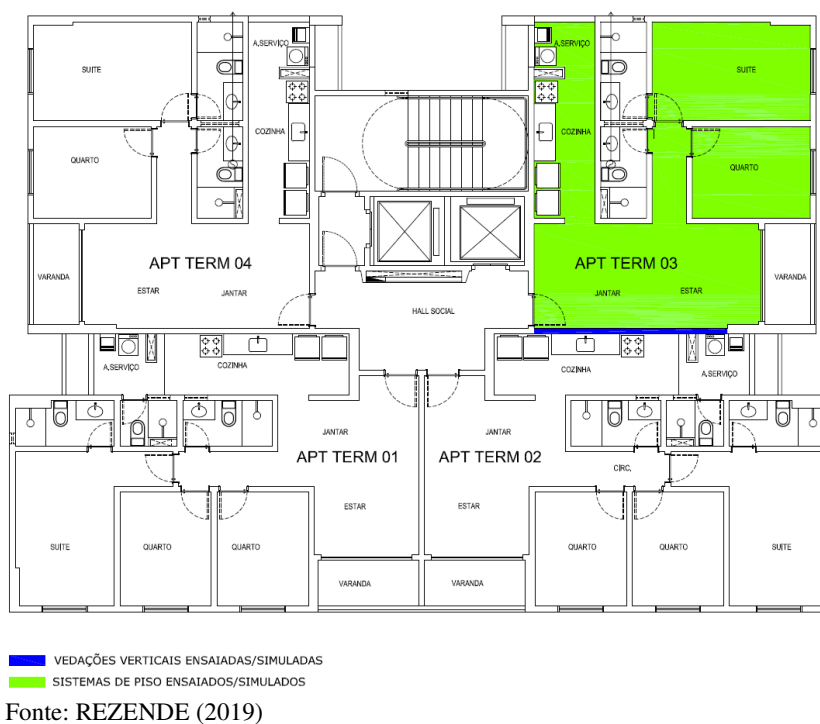 A.SERVIÇO
A.SERVIÇO
SUITE
SUITE
COZINHA
COZINHA
QUARTO
QUARTO
APT TERM 04
APT TERM 03
VARANDA
VARANDA
ESTAR
JANTAR
JANTAR
ESTAR
HALL SOCIAL
A.SERVIÇO
COZINHA
COZINHA
A.SERVIÇO
JANTAR
JANTAR
APT TERM 01
APT TERM 02
CIRC.
ESTAR
ESTAR
SUITE
QUARTO
QUARTO
QUARTO
QUARTO
SUITE
VARANDA
VARANDA
VEDAÇÕES VERTICAIS ENSAIADAS/SIMULADAS
SISTEMAS DE PISO ENSAIADOS/SIMULADOS
Fonte: REZENDE (2019)